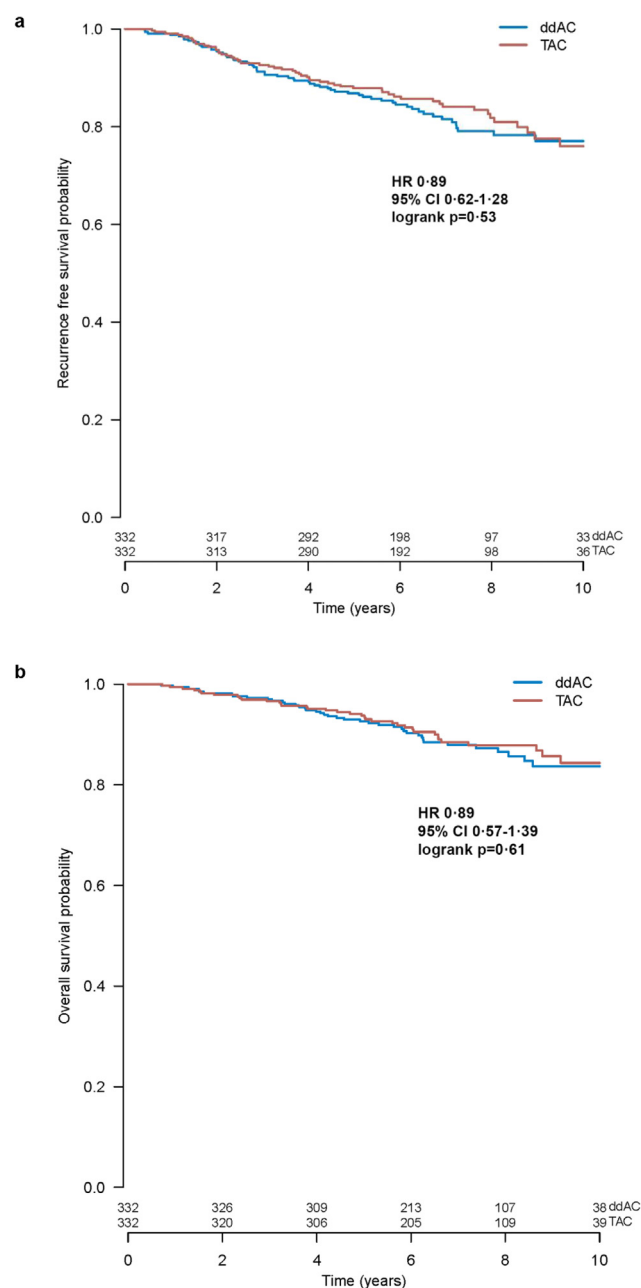 a
ddAC
TAC
1.0
0.8
0.6
0.4
0.2
0.0
Recurrence free survival probability
HR 0·89
95% CI 0·62-1·28
logrank p=0·53
332 317 292 198 97 33 ddAC
332 313 290 192 98 36 TAC
0 2 4 6 8 10
Time (years)
b
ddAC
TAC
1.0
0.8
0.6
0.4
0.2
0.0
Overall survival probability
HR 0·89
95% CI 0·57-1·39
logrank p=0·61
332 326 309 213 107 38 ddAC
332 320 306 205 109 39 TAC
0 2 4 6 8 10
Time (years)